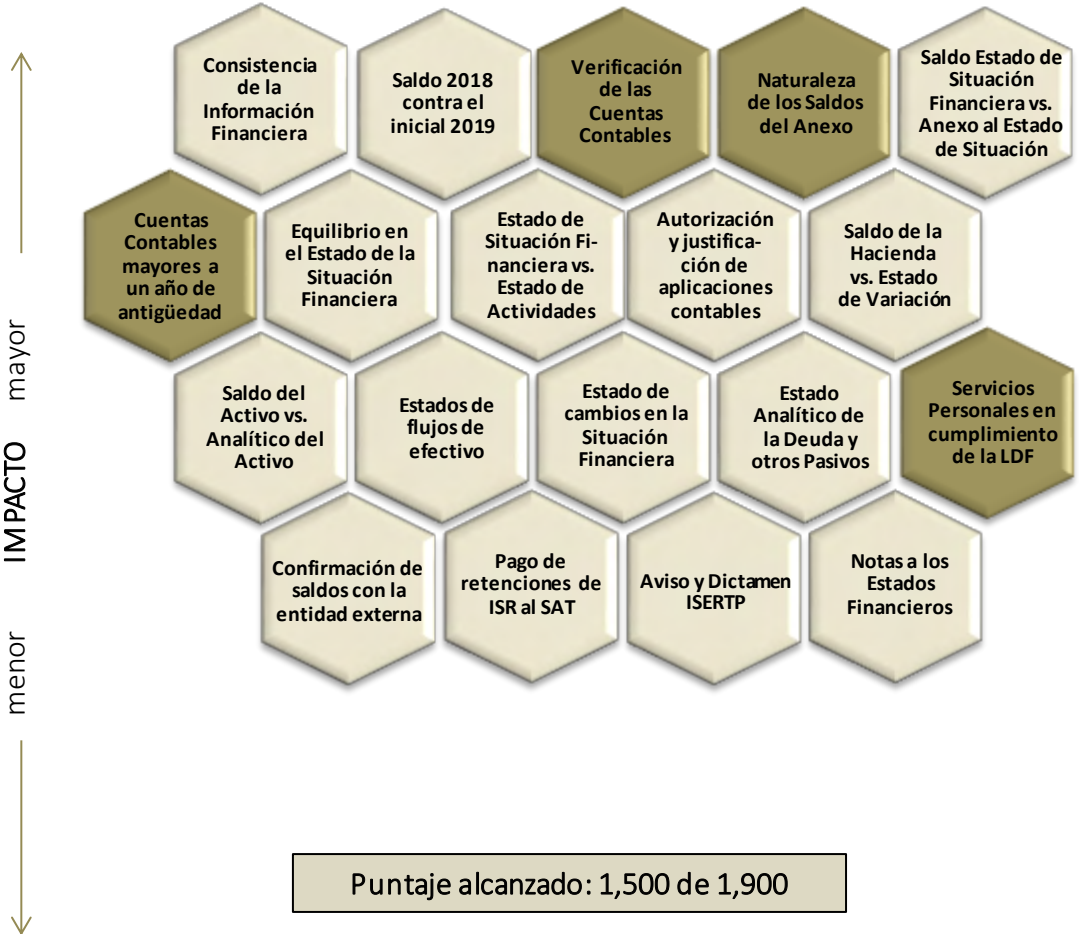 Consistencia
de la
Información
Financiera
Saldo 2018
contra el
inicial 2019
Verificación
de las
Cuentas
Contables
Naturaleza
de los Saldos
del Anexo
Saldo Estado de
Situación
Financiera vs.
Anexo al Estado
de Situación
Cuentas
Contables
mayores a
un año de
antigüedad
Equilibrio en
el Estado de la
Situación
Financiera
Estado de
Situación Fi-
nanciera vs.
Estado de
Actividades
Autorización
y justifica-
ción de
aplicaciones
contables
Saldo de la
Hacienda
vs. Estado
de Variación
Saldo del
Activo vs.
Analítico del
Activo
Estados de
flujos de
efectivo
Estado de
cambios en la
Situación
Financiera
Estado
Analítico de
la Deuda y
otros Pasivos
Servicios
Personales en
cumplimiento
de la LDF
Confirmación de
saldos con la
entidad externa
Pago de
retenciones de
ISR al SAT
Aviso y Dictamen
ISERTP
Notas a los
Estados
Financieros
menor IMPACTO mayor
Puntaje alcanzado: 1,500 de 1,900